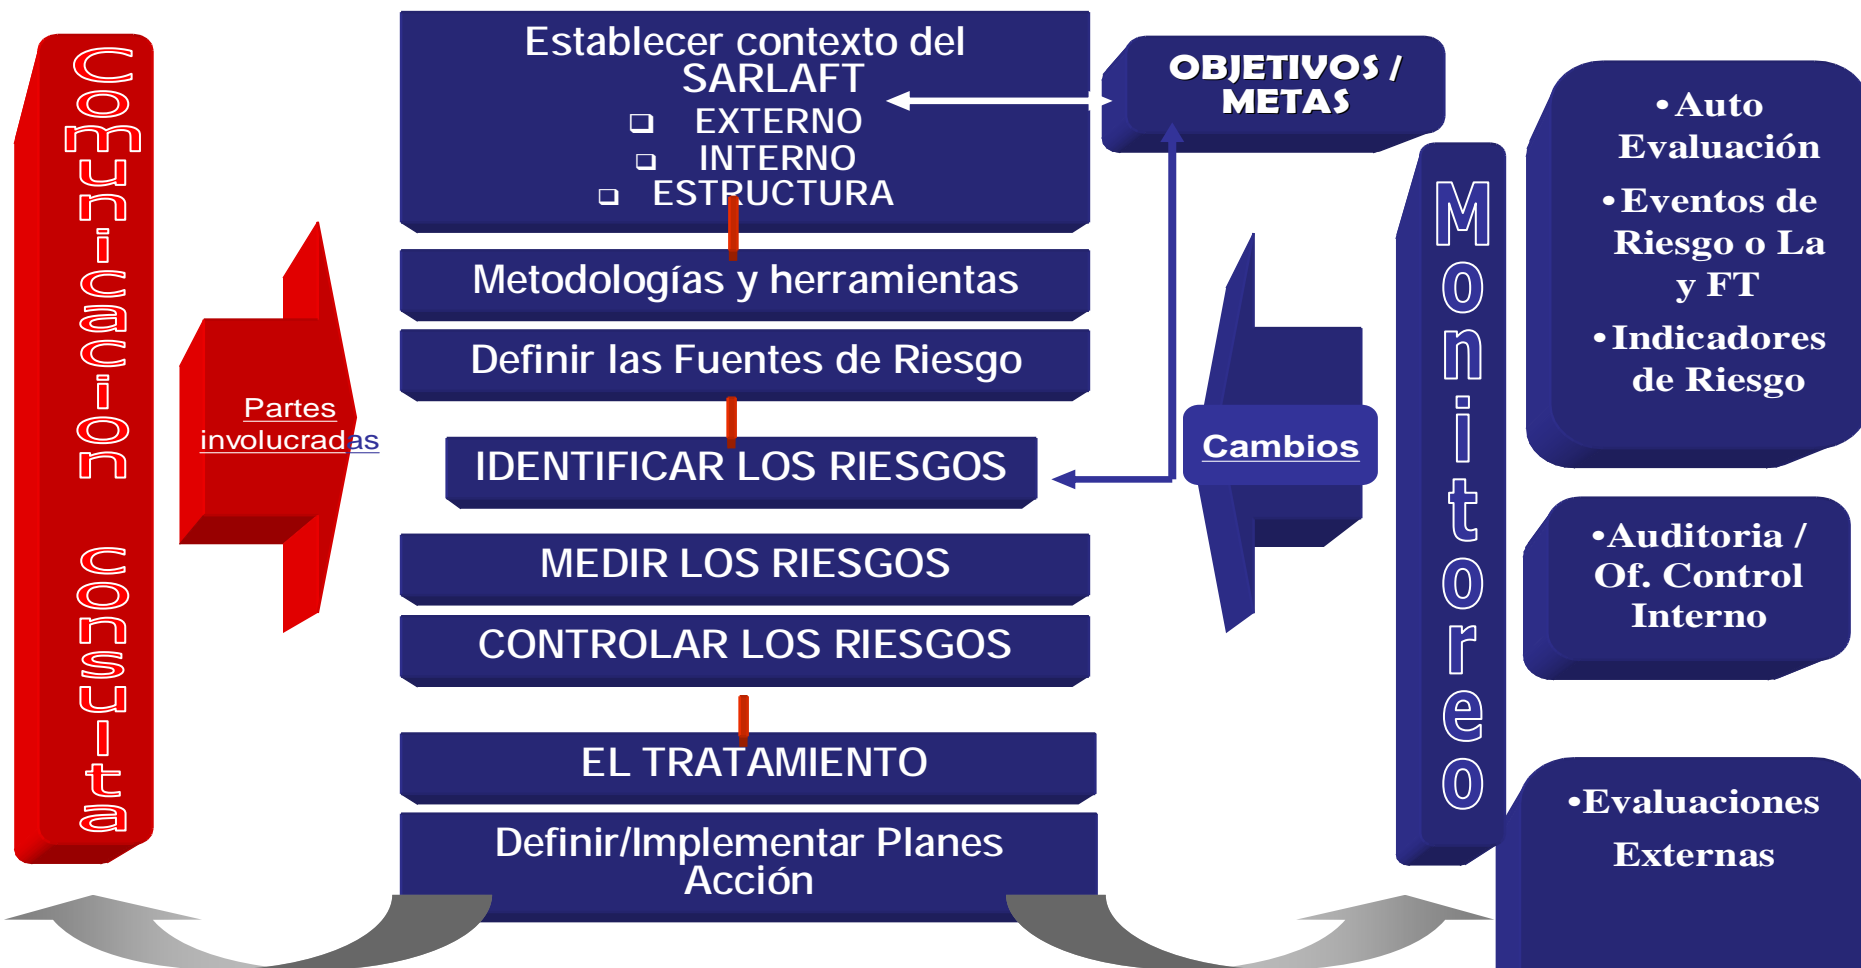 Comunicacion consulta
Partes
involucradas
Establecer contexto del
SARLAFT
❑ EXTERNO
❑ INTERNO
❑ ESTRUCTURA
Metodologías y herramientas
Definir las Fuentes de Riesgo
IDENTIFICAR LOS RIESGOS
MEDIR LOS RIESGOS
CONTROLAR LOS RIESGOS
EL TRATAMIENTO
Definir/Implementar Planes
Acción
OBJETIVOS /
METAS
Cambios
Monitoreo
•Auto
Evaluación
•Eventos de
Riesgo o La
y FT
•Indicadores
de Riesgo
•Auditoria /
Of. Control
Interno
•Evaluaciones
Externas